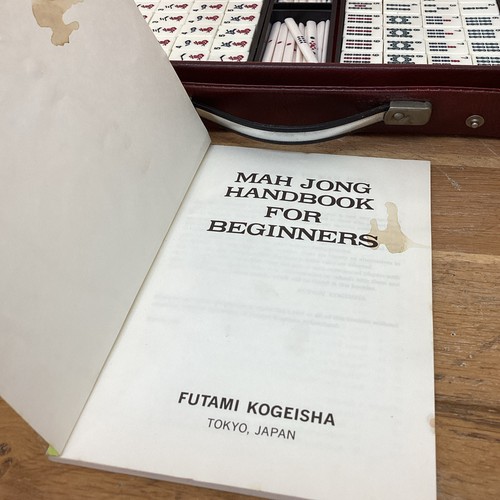 MAH JONG
HANDBOOK
FOR
BEGINNERS
FUTAMI KOGEISHA
TOKYO, JAPAN